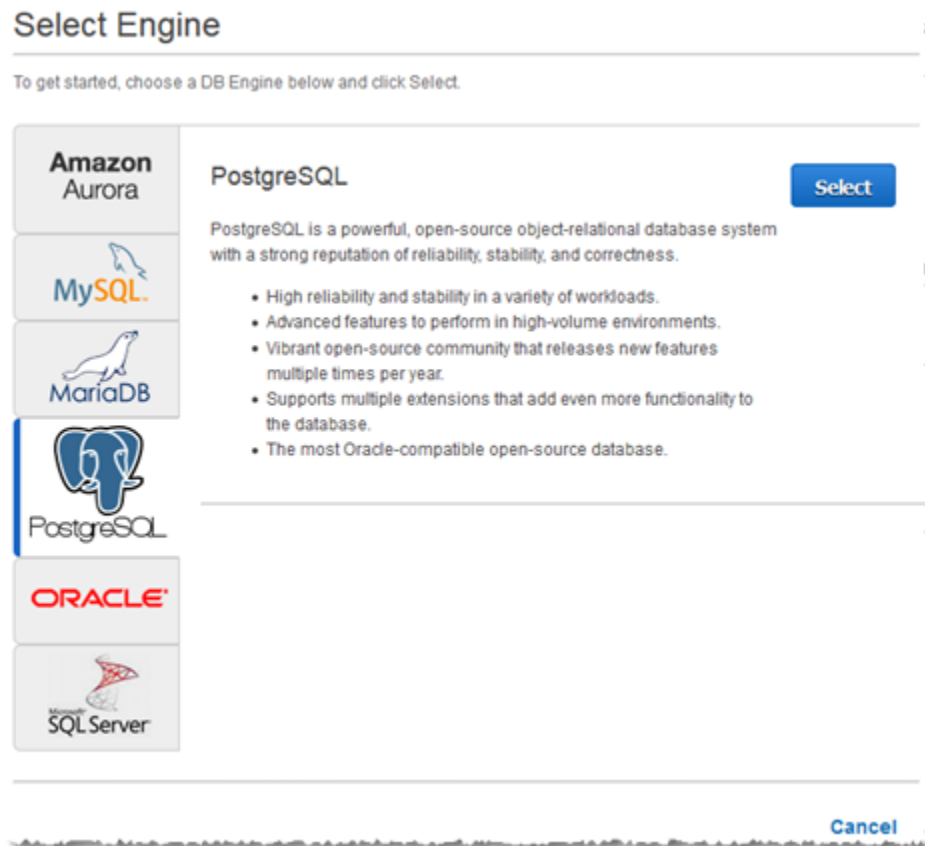 Select Engine
To get started, choose a DB Engine below and click Select.
Amazon
Aurora
MySQL
MariaDB
PostgreSQL
ORACLE
Microsoft
SQL Server
PostgreSQL
Select
PostgreSQL is a powerful, open-source object-relational database system
with a strong reputation of reliability, stability, and correctness.
• High reliability and stability in a variety of workloads.
• Advanced features to perform in high-volume environments.
• Vibrant open-source community that releases new features
multiple times per year.
• Supports multiple extensions that add even more functionality to
the database.
• The most Oracle-compatible open-source database.
Cancel